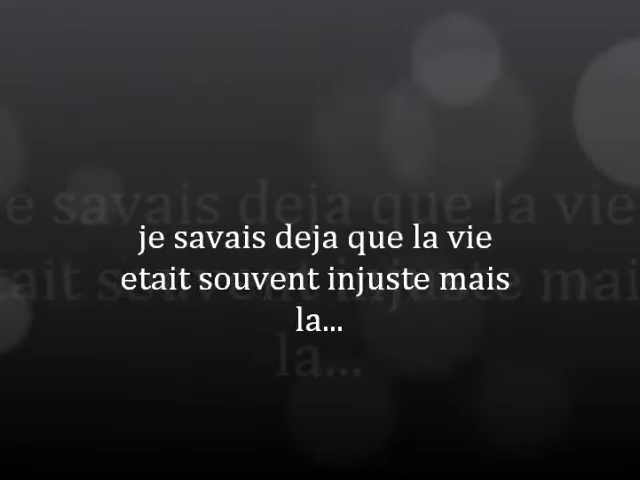 je savais deja que la vie
etait souvent injuste mais
la...